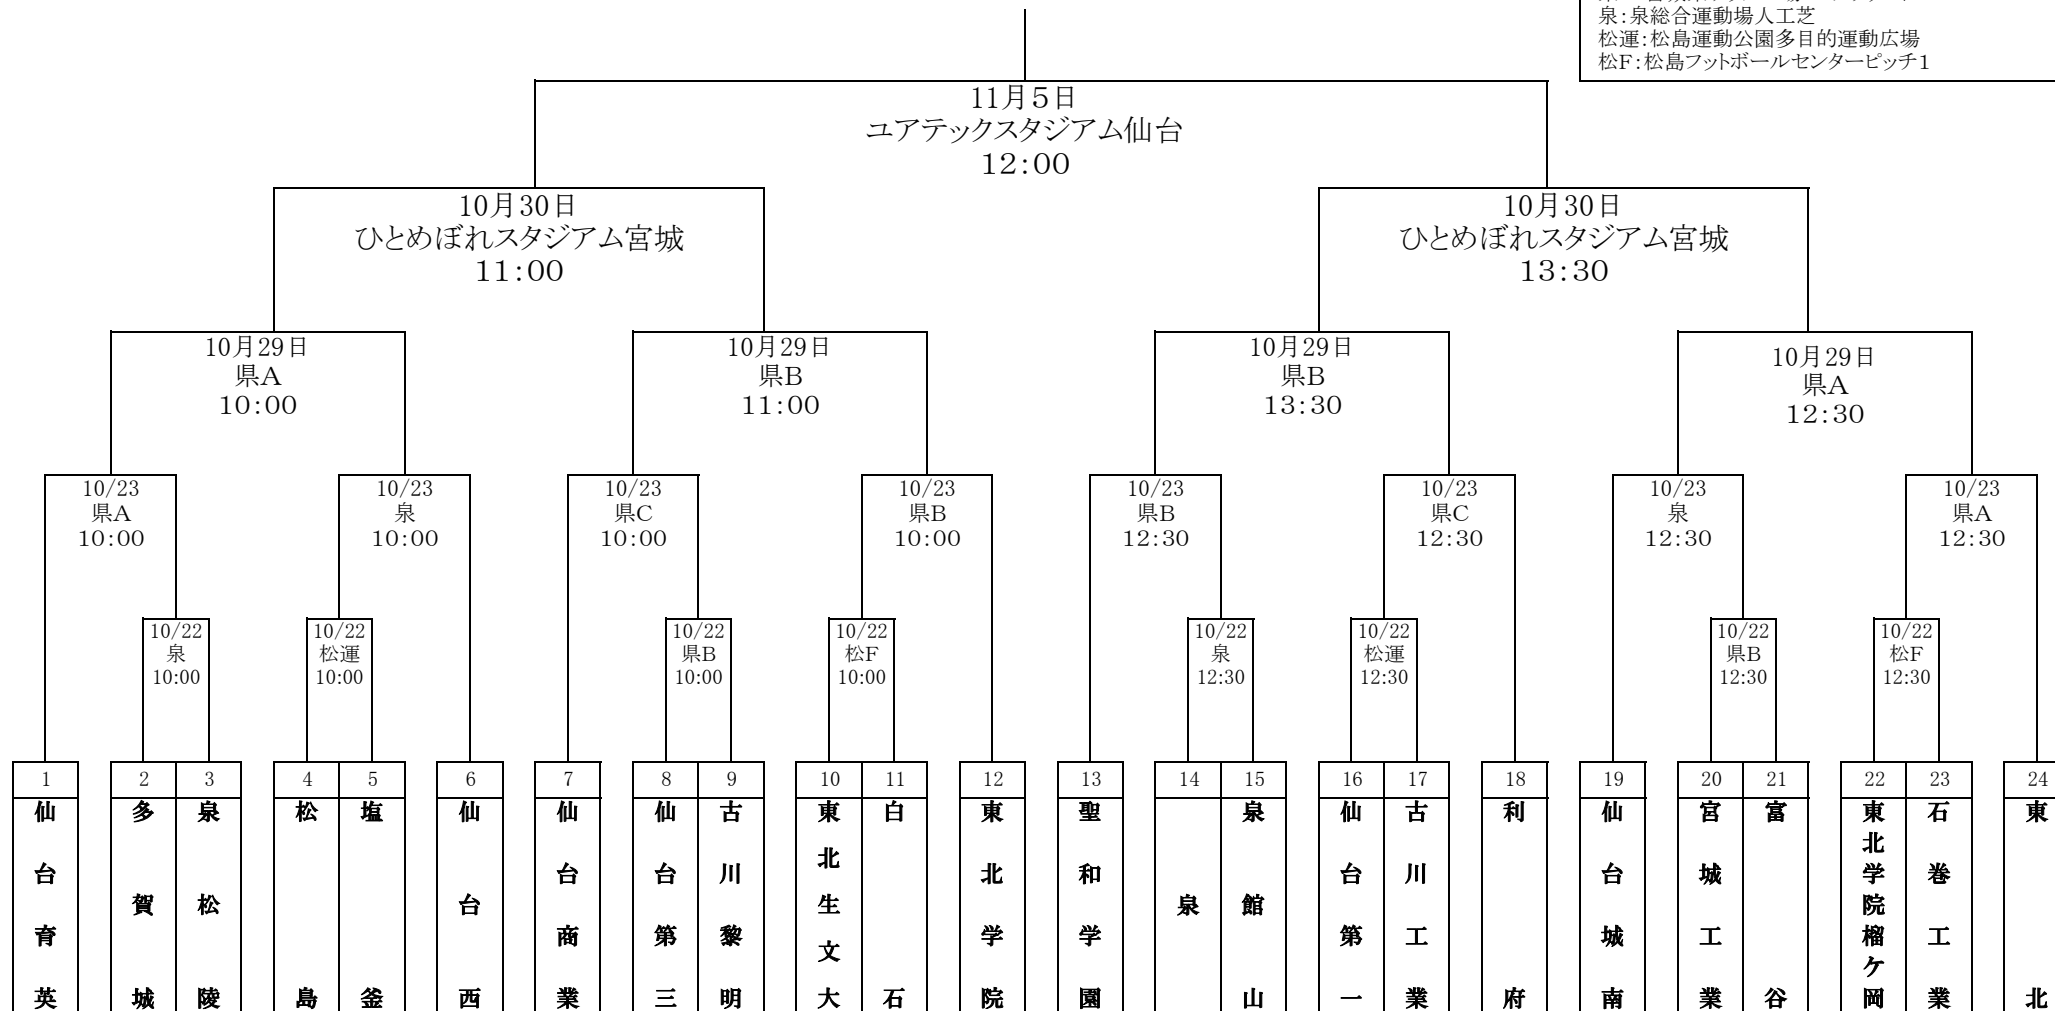 泉：泉総合運動場人工芝
松運：松島運動公園多目的運動広場
松F：松島フットボールセンターピッチ1
11月5日
ユアテックスタジアム仙台
12:00
10月30日
ひとめぼれスタジアム宮城
11:00
10月30日
ひとめぼれスタジアム宮城
13:30
10月29日
県A
10:00
10月29日
県B
11:00
10月29日
県B
13:30
10月29日
県A
12:30
10/23
県A
10:00
10/23
泉
10:00
10/23
県C
10:00
10/23
県B
10:00
10/23
県B
12:30
10/23
県C
12:30
10/23
泉
12:30
10/23
県A
12:30
10/22
泉
10:00
10/22
松運
10:00
10/22
県B
10:00
10/22
松F
10:00
10/22
泉
12:30
10/22
松運
12:30
10/22
県B
12:30
10/22
松F
12:30
1
仙台育英
2
多賀城
3
泉松陵
4
松島
5
塩釜
6
仙台西
7
仙台商業
8
仙台第三
9
古川黎明
10
東北生文大
11
白石
12
東北学院
13
聖和学園
14
泉
15
泉館山
16
仙台第一
17
古川工業
18
利府
19
仙台城南
20
宮城工業
21
富谷
22
東北学院榴ケ岡
23
石巻工業
24
東北